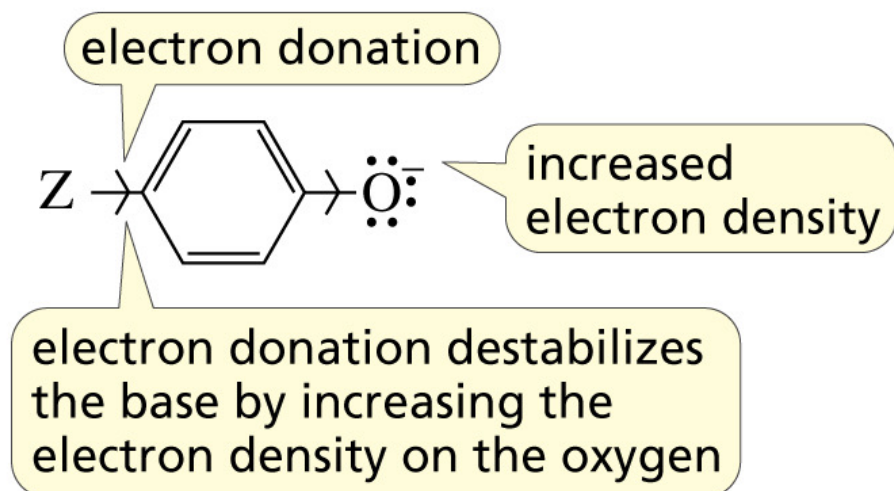 electron donation
Z
O⁻
increased
electron density
electron donation destabilizes
the base by increasing the
electron density on the oxygen